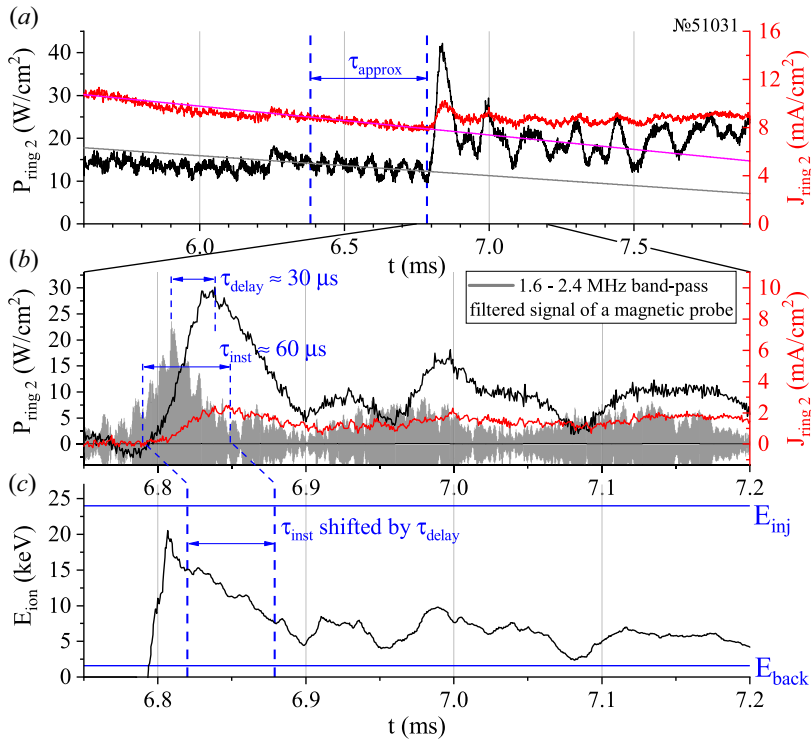 (a)
№51031
P_ring 2 (W/cm²)
40
30
20
10
0
τ_approx
16
12
8
4
0
J_ring 2 (mA/cm²)
6.0
6.5
7.0
7.5
t (ms)
(b)
P_ring 2 (W/cm²)
30
25
20
15
10
5
0
τ_delay ≈ 30 μs
τ_inst ≈ 60 μs
1.6 - 2.4 MHz band-pass
filtered signal of a magnetic probe
10
8
6
4
2
0
J_ring 2 (mA/cm²)
6.8
6.9
7.0
7.1
7.2
(c)
E_ion (keV)
25
20
15
10
5
0
τ_inst shifted by τ_delay
E_inj
E_back
6.8
6.9
7.0
7.1
7.2
t (ms)